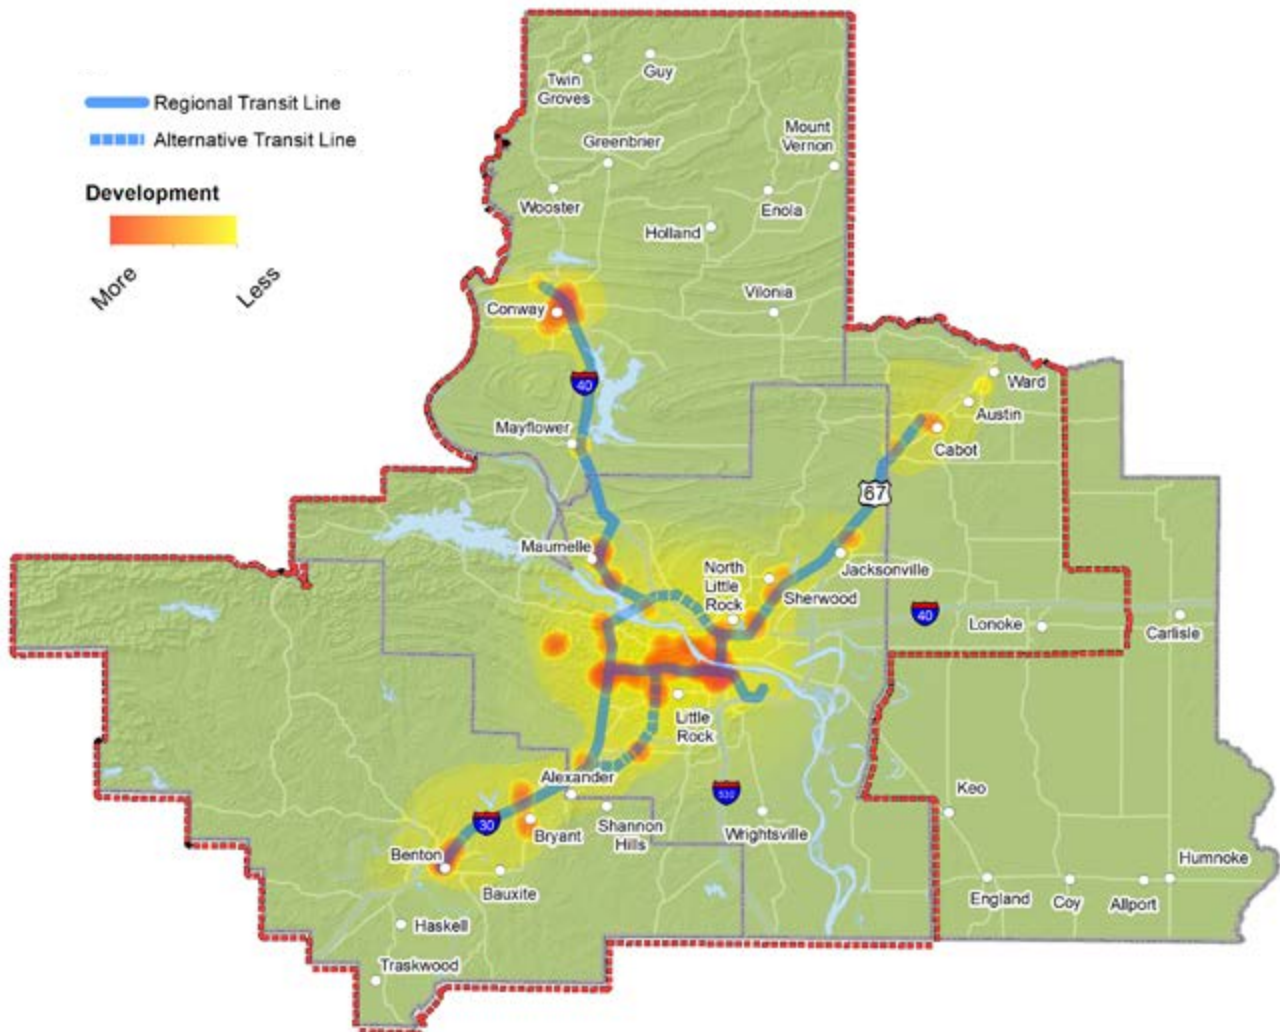 Twin
Groves
Guy
Regional Transit Line
Alternative Transit Line
Greenbrier
Mount
Vernon
Development
More
Less
Wooster
Enola
Holland
Vilonia
Conway
40
Ward
Austin
Mayflower
Cabot
67
Maumelle
North
Little
Rock
Jacksonville
Sherwood
40
Lonoke
Carlisle
Little
Rock
Alexander
530
Keo
30
Bryant
Shannon
Hills
Wrightsville
Benton
Bauxite
Humnoke
England
Coy
Allport
Haskell
Traskwood